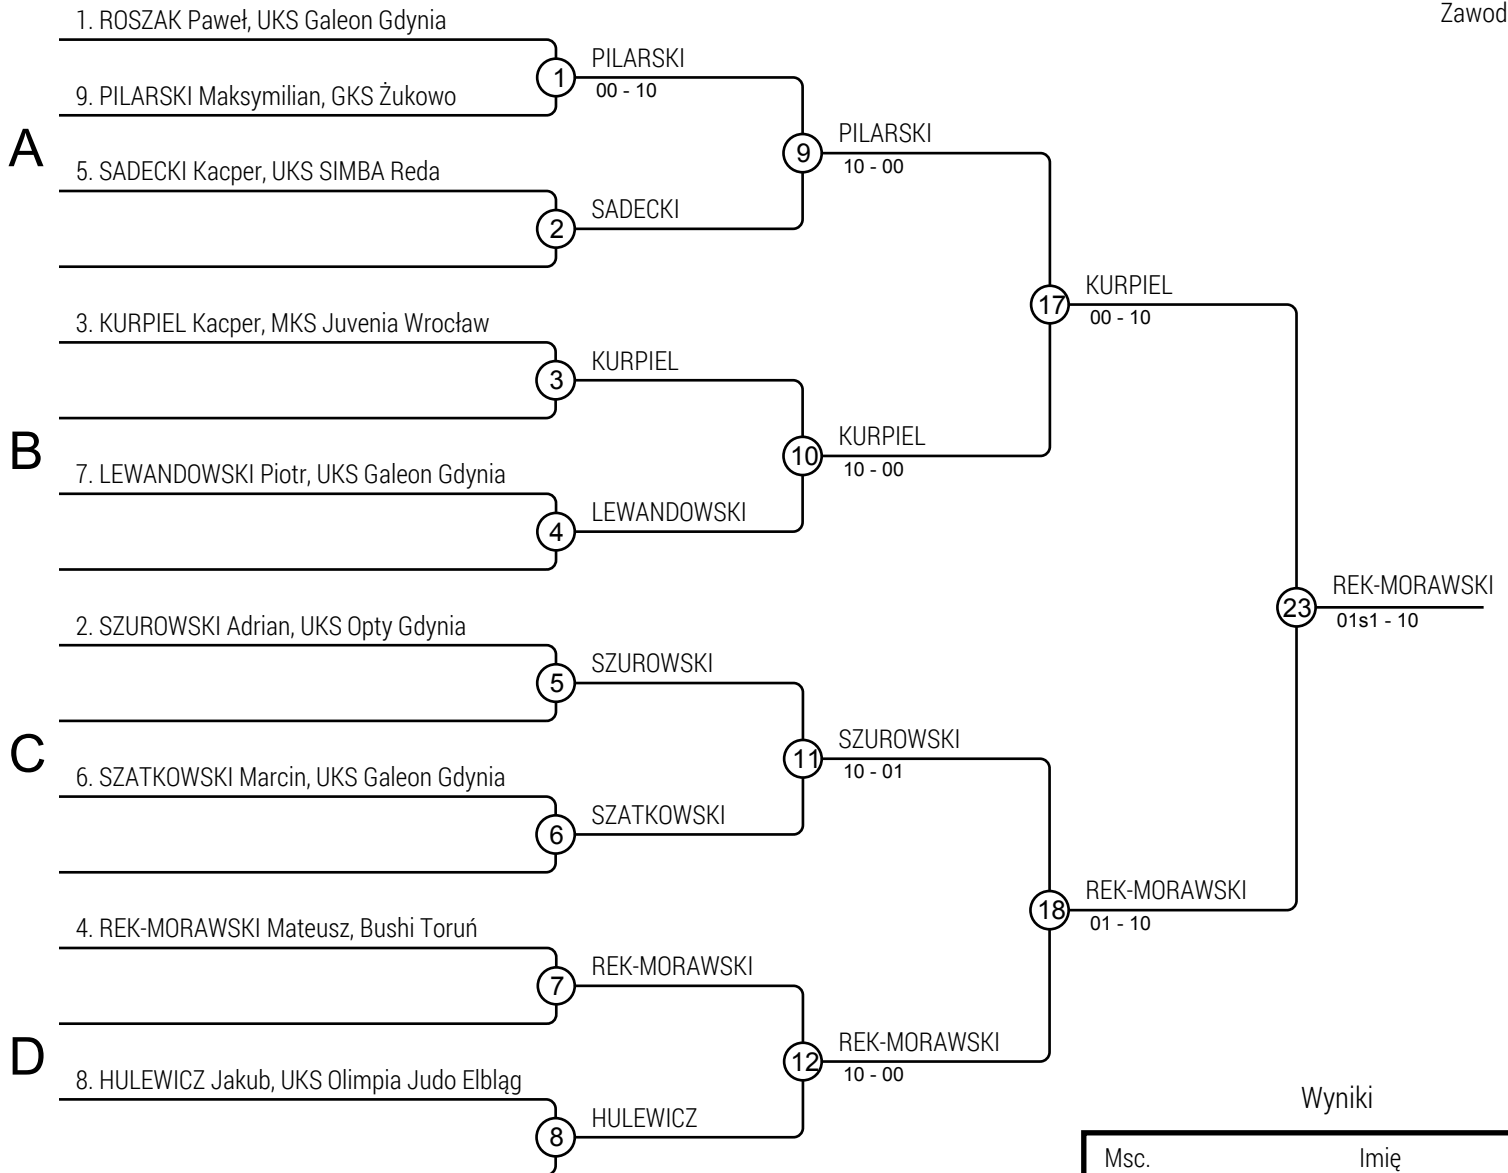 Zawod
1. ROSZAK Paweł, UKS Galeon Gdynia
1
PILARSKI
00 - 10
9. PILARSKI Maksymilian, GKS Żukowo
A
9
PILARSKI
10 - 00
5. SADECKI Kacper, UKS SIMBA Reda
2
SADECKI
17
KURPIEL
00 - 10
3. KURPIEL Kacper, MKS Juvenia Wrocław
3
KURPIEL
B
10
KURPIEL
10 - 00
7. LEWANDOWSKI Piotr, UKS Galeon Gdynia
4
LEWANDOWSKI
23
REK-MORAWSKI
01s1 - 10
2. SZUROWSKI Adrian, UKS Opty Gdynia
5
SZUROWSKI
C
11
SZUROWSKI
10 - 01
6. SZATKOWSKI Marcin, UKS Galeon Gdynia
6
SZATKOWSKI
18
REK-MORAWSKI
01 - 10
4. REK-MORAWSKI Mateusz, Bushi Toruń
7
REK-MORAWSKI
D
12
REK-MORAWSKI
10 - 00
8. HULEWICZ Jakub, UKS Olimpia Judo Elbląg
8
HULEWICZ
Wyniki
Msc. Imię